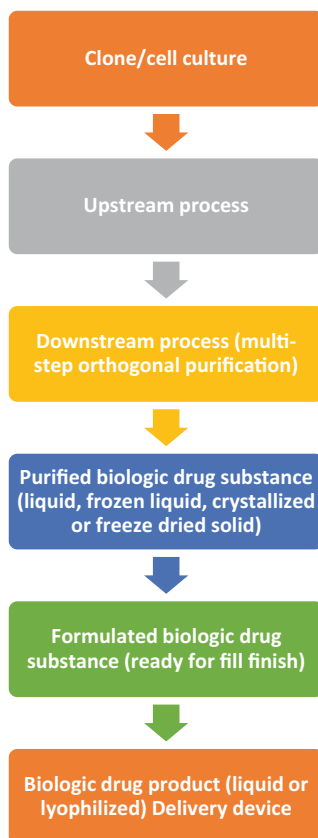 Clone/cell culture
Upstream process
Downstream process (multi-
step orthogonal purification)
Purified biologic drug substance
(liquid, frozen liquid, crystallized
or freeze dried solid)
Formulated biologic drug
substance (ready for fill finish)
Biologic drug product (liquid or
lyophilized) Delivery device